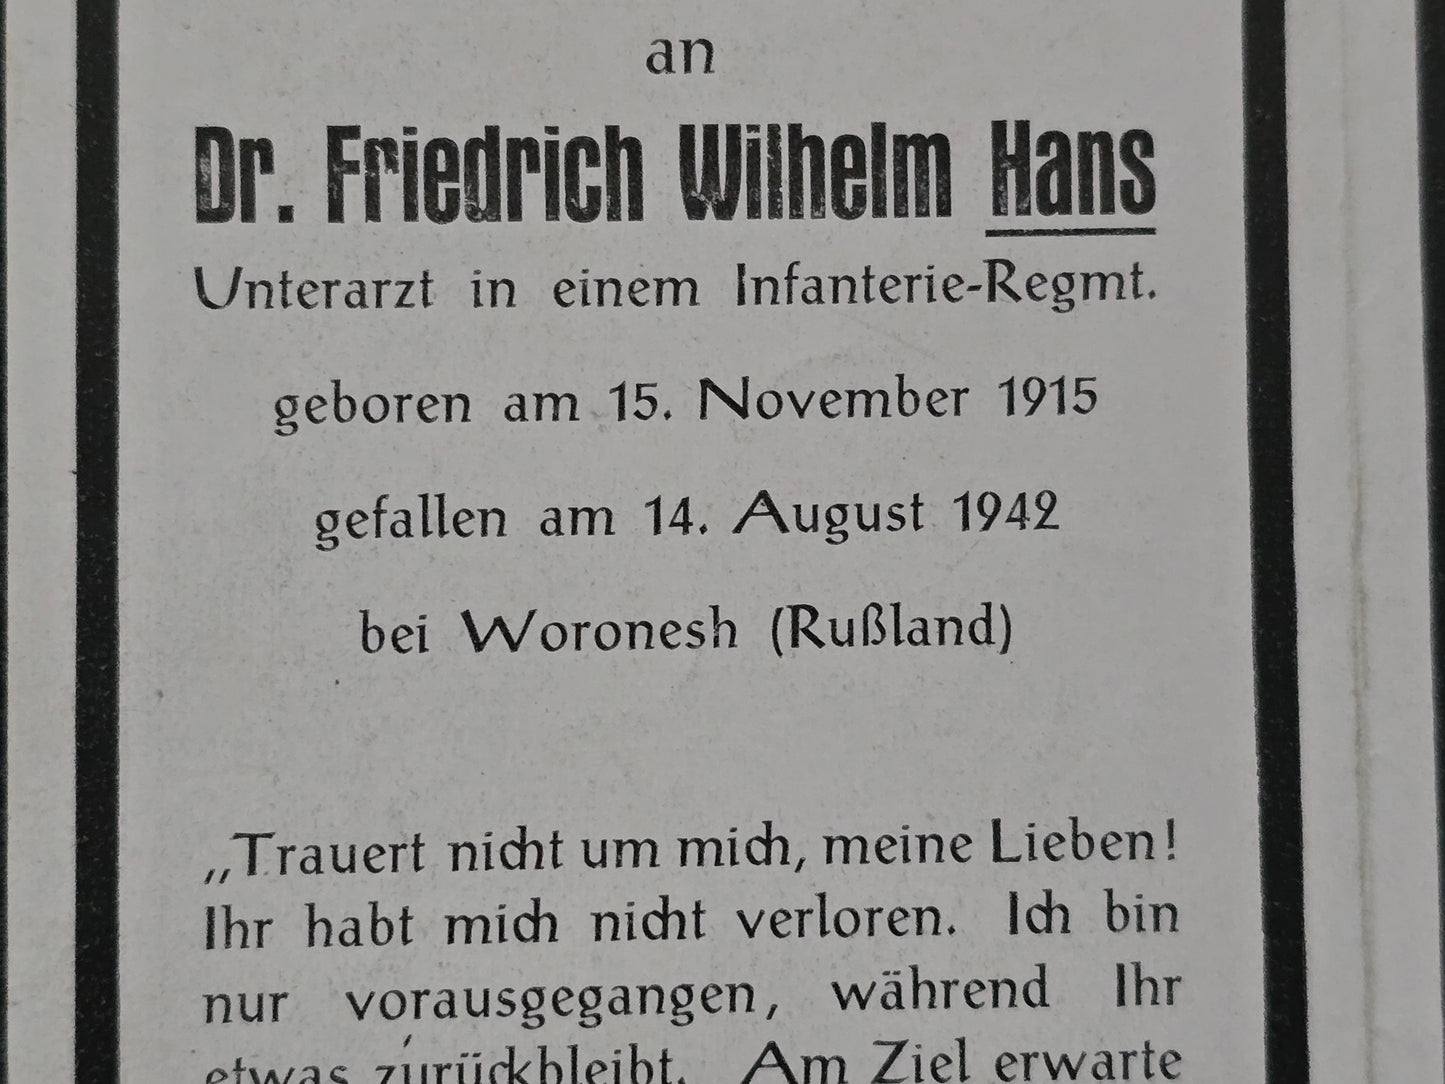 an
Dr. Friedrich Wilhelm Hans
Unterarzt in einem Infanterie-Regmt.
geboren am 15. November 1915
gefallen am 14. August 1942
bei Woronesh (Rußland)
„Trauert nicht um mich, meine Lieben!
Ihr habt mich nicht verloren. Ich bin
nur vorausgegangen, während Ihr
etwas zurückbleibt. Am Ziel erwarte